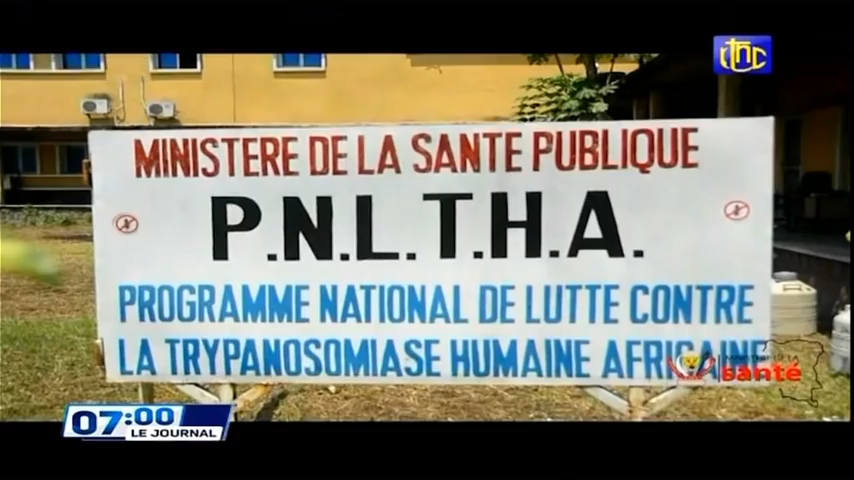 rtnc
MINISTERE DE LA SANTE PUBLIQUE
P.N.L.T.H.A.
PROGRAMME NATIONAL DE LUTTE CONTRE
LA TRYPANOSOMIASE HUMAINE AFRICAINE
santé
07:00
LE JOURNAL